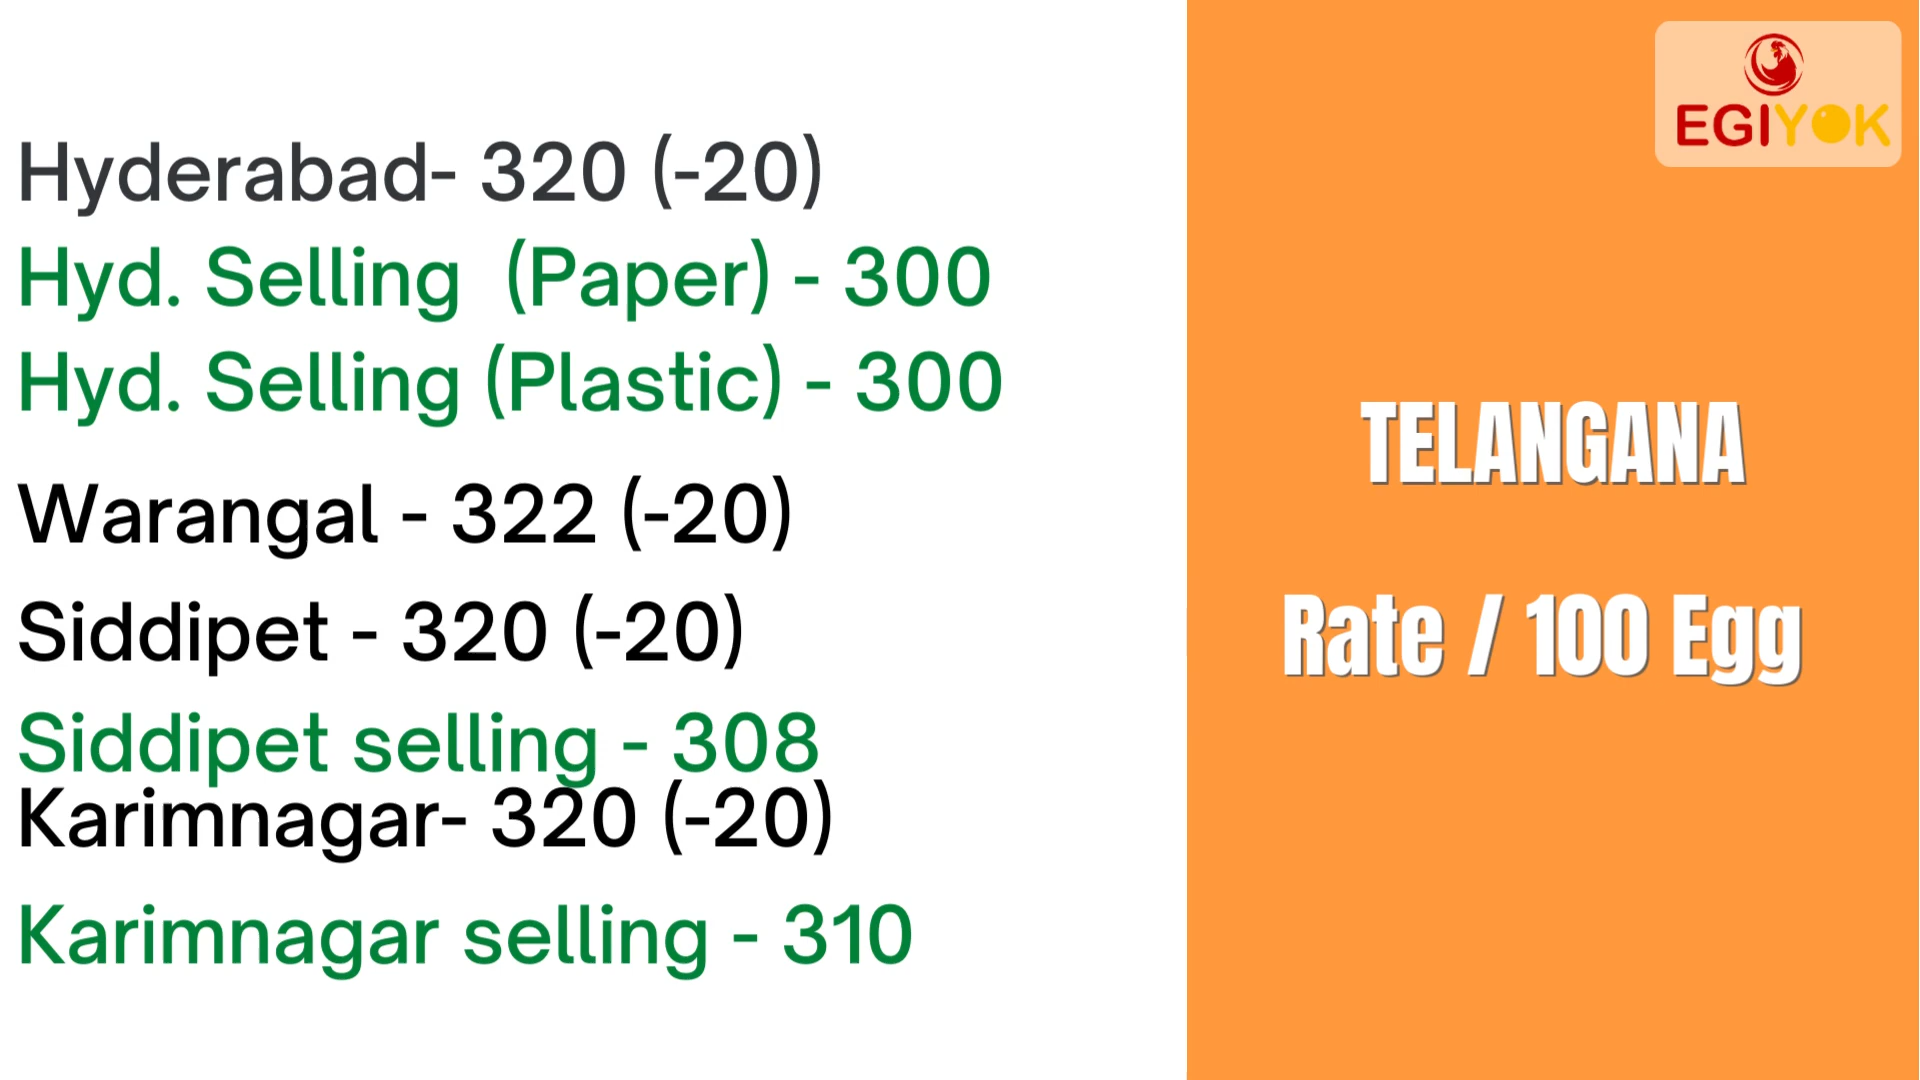 Hyderabad- 320 (-20)
Hyd. Selling  (Paper) - 300
Hyd. Selling (Plastic) - 300
Warangal - 322 (-20)
Siddipet - 320 (-20)
Siddipet selling - 308
Karimnagar- 320 (-20)
Karimnagar selling - 310
EGIYOK
TELANGANA
Rate / 100 Egg